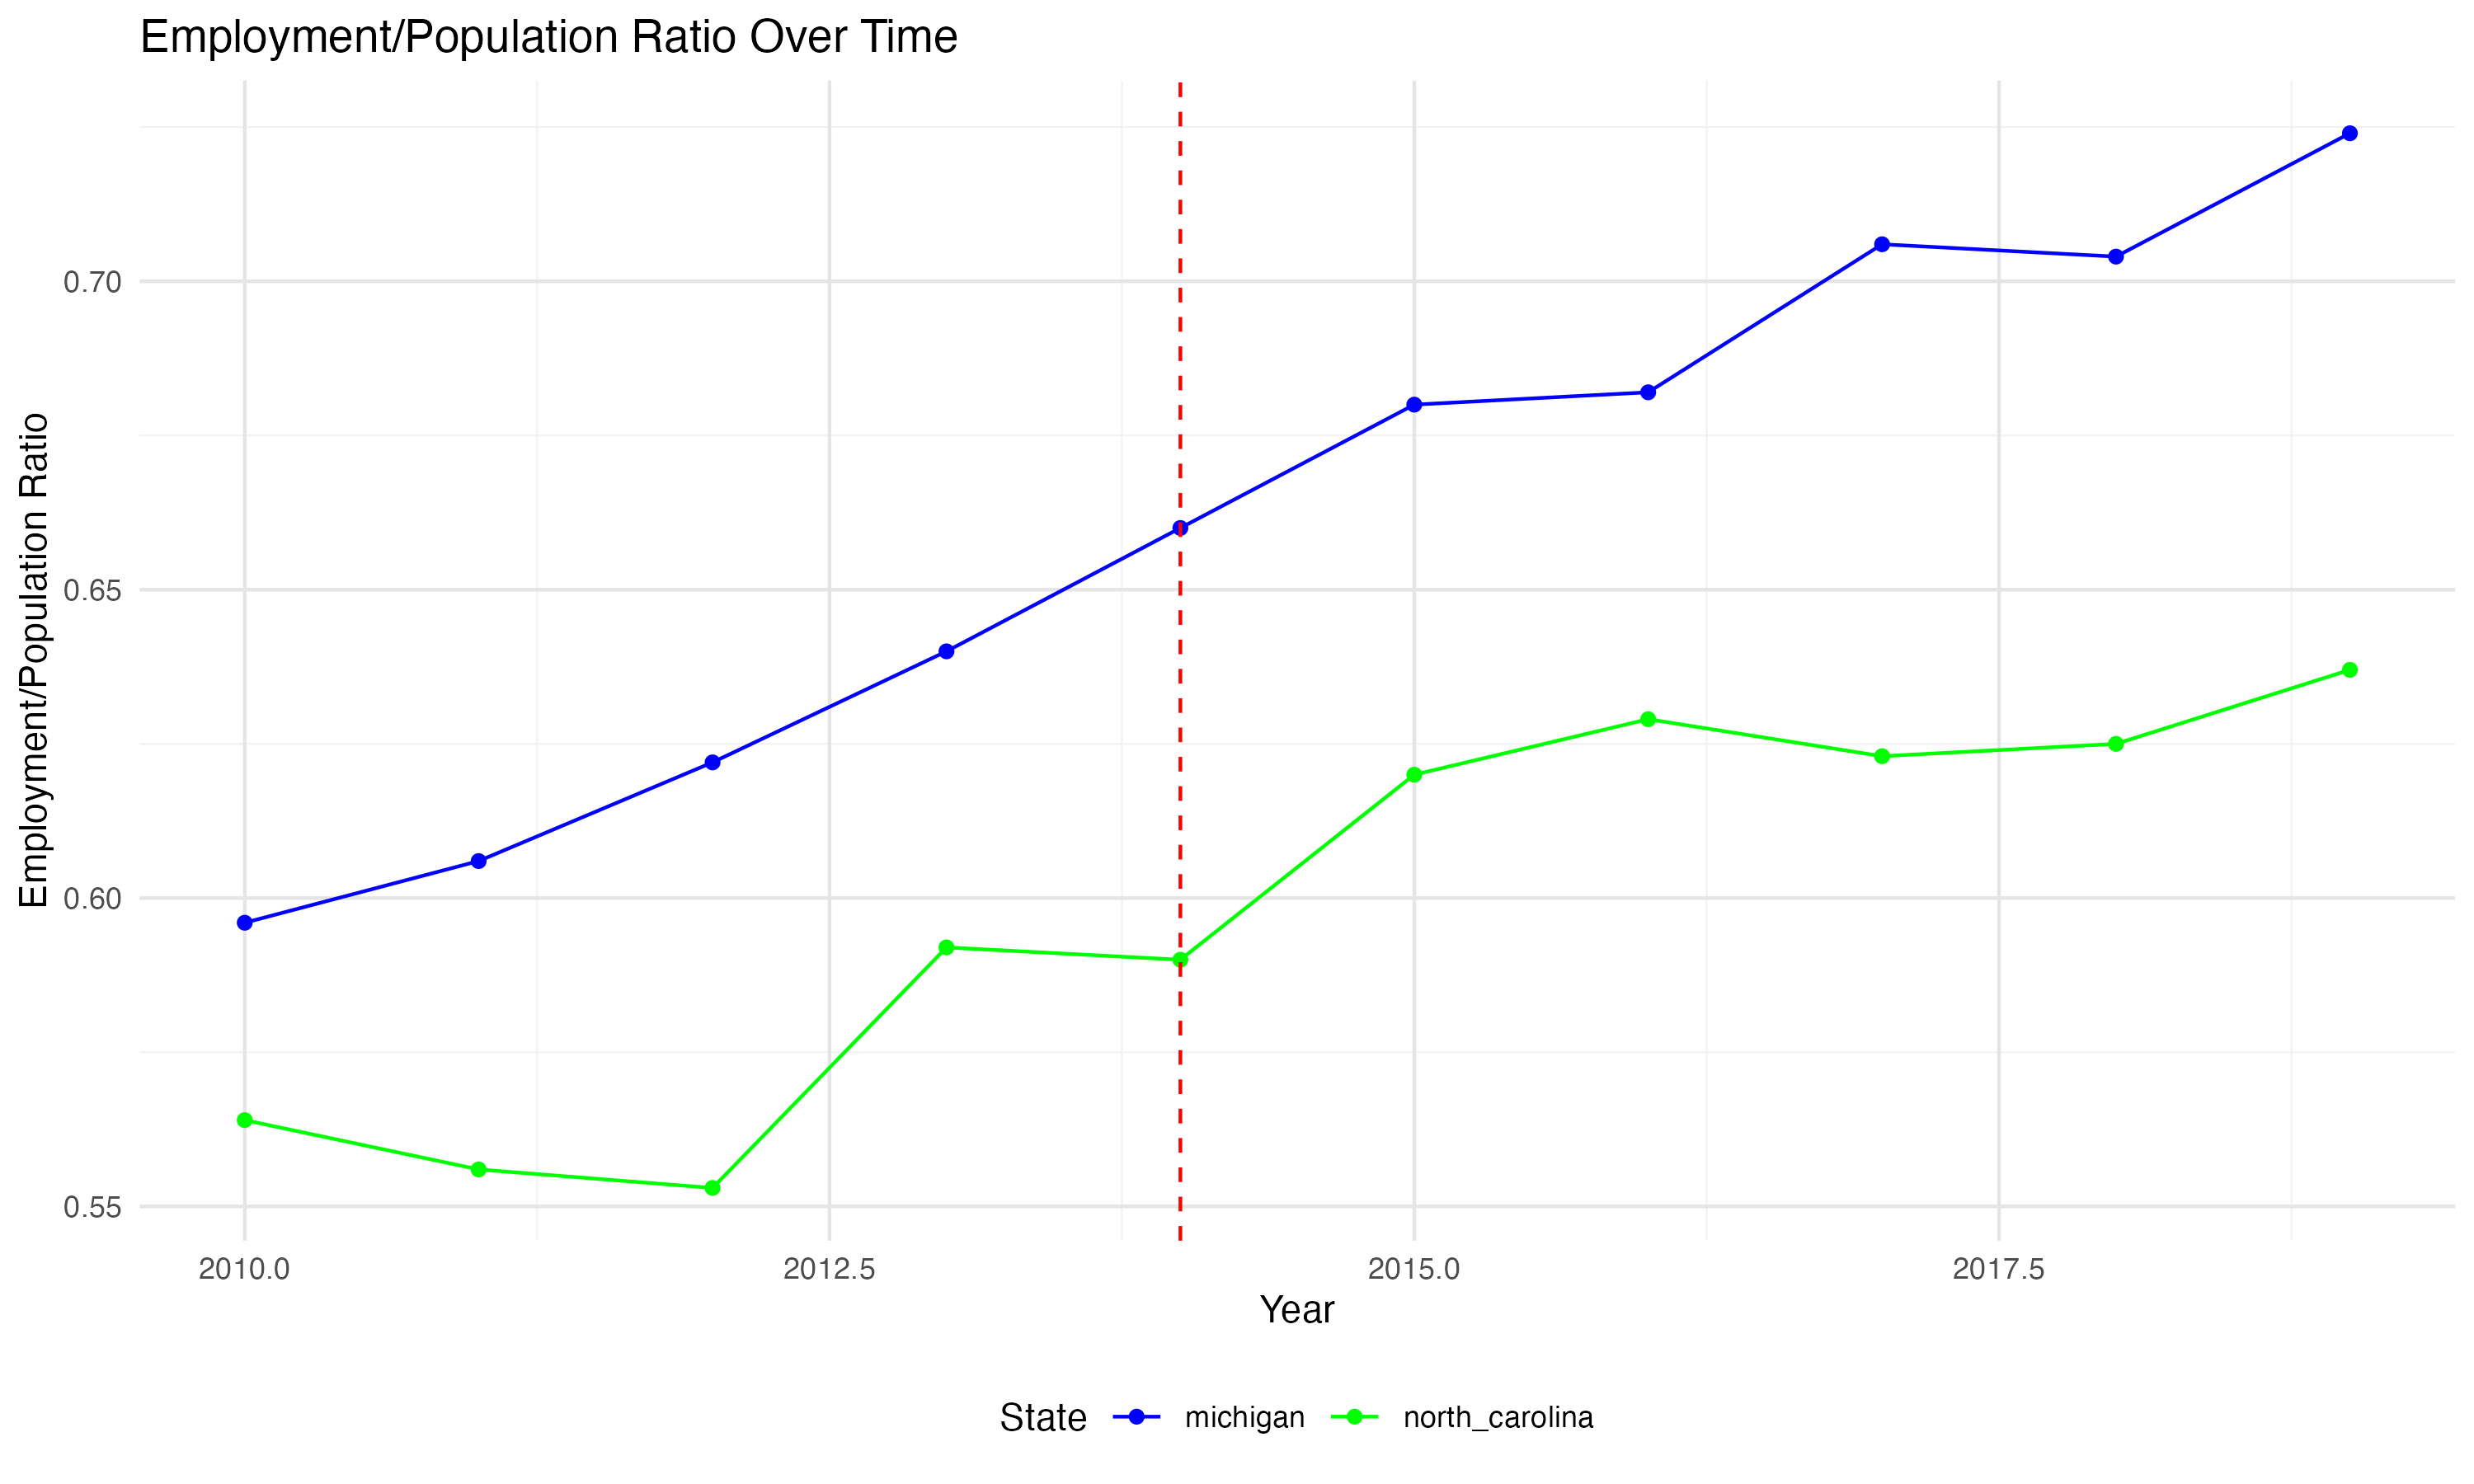 Employment/Population Ratio Over Time
Employment/Population Ratio
0.70
0.65
0.60
0.55
2010.0 2012.5 2015.0 2017.5
Year
State michigan north_carolina